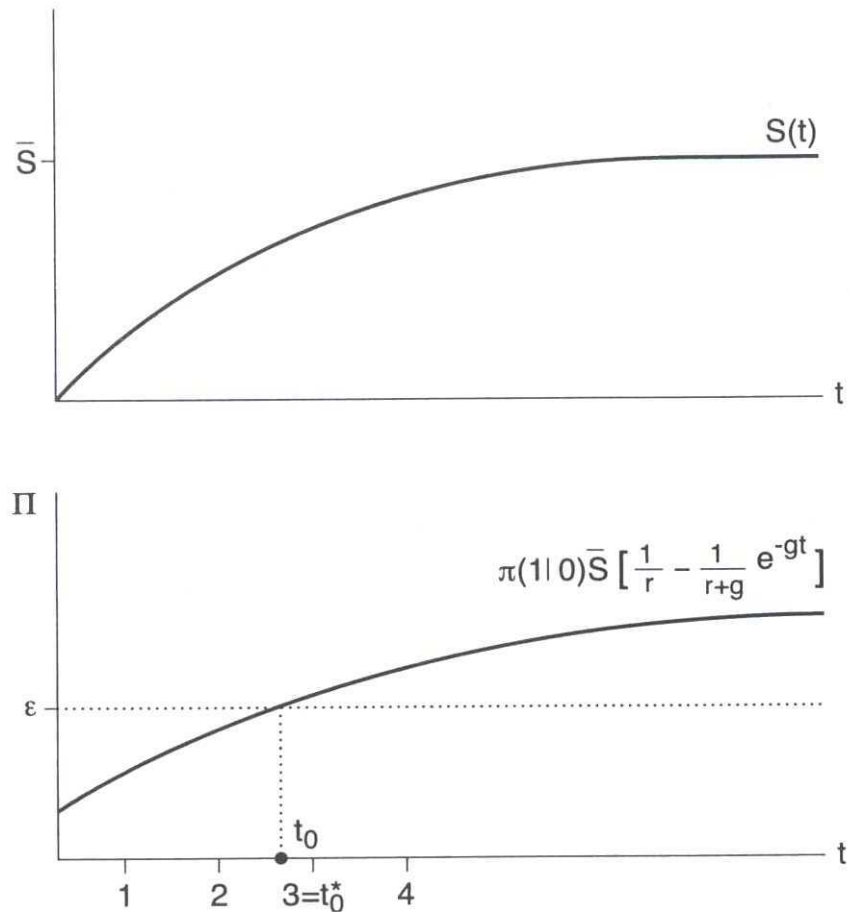 S̄
S(t)
t
Π
π(1|0)S̄ [ 1/r − 1/(r+g) e^-gt ]
ε
t₀
t
1 2 3=t₀* 4